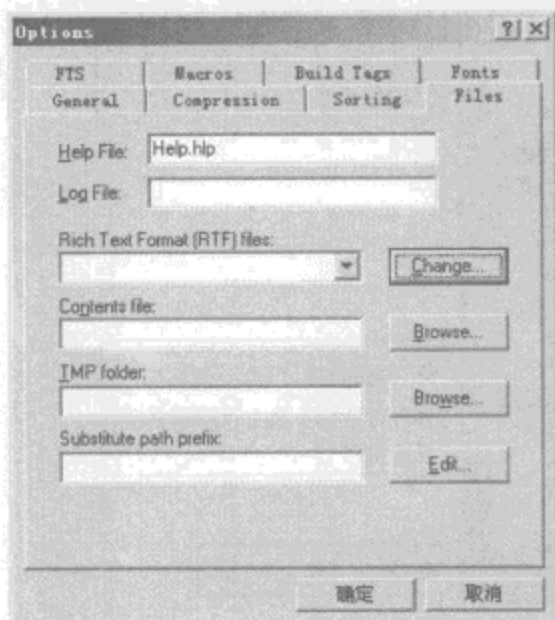 Options
FTS Macros Build Tags Fonts
General Compression Sorting Files
Help File: Help.hlp
Log File:
Rich Text Format (RTF) files:
Change...
Contents file:
Browse...
TMP folder:
Browse...
Substitute path prefix:
Edit...
确定 取消